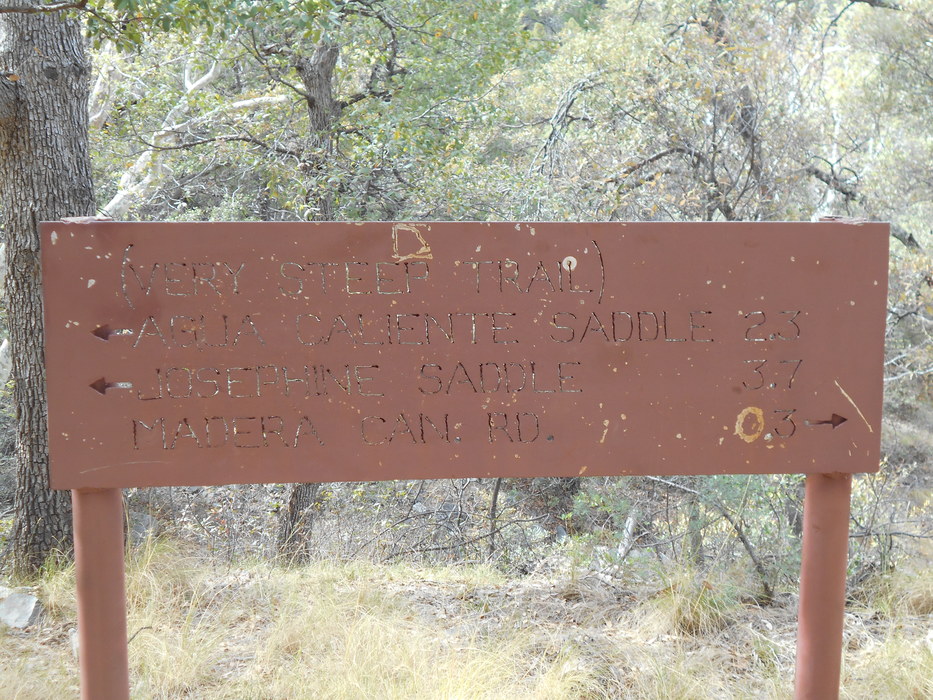 (VERY STEEP TRAIL)
AGUA CALIENTE SADDLE 2.3
JOSEPHINE SADDLE 3.7
MADERA CAN. RD. 0.3